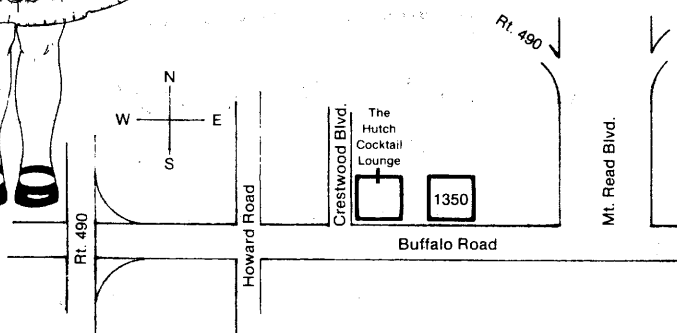 Rt. 490
N
W E
S
The
Hutch
Cocktail
Lounge
Crestwood Blvd.
1350
Mt. Read Blvd.
Howard Road
Rt. 490
Buffalo Road